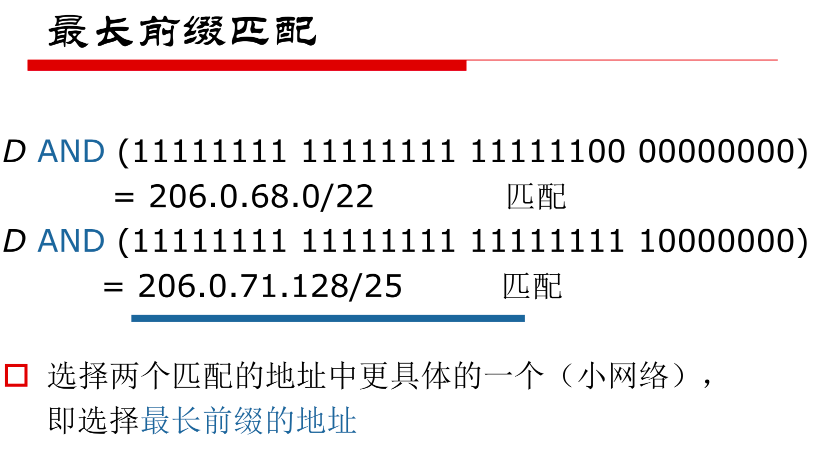 最长前缀匹配
D AND (11111111 11111111 11111100 00000000)
= 206.0.68.0/22 匹配
D AND (11111111 11111111 11111111 10000000)
= 206.0.71.128/25 匹配
选择两个匹配的地址中更具体的一个（小网络），
即选择最长前缀的地址